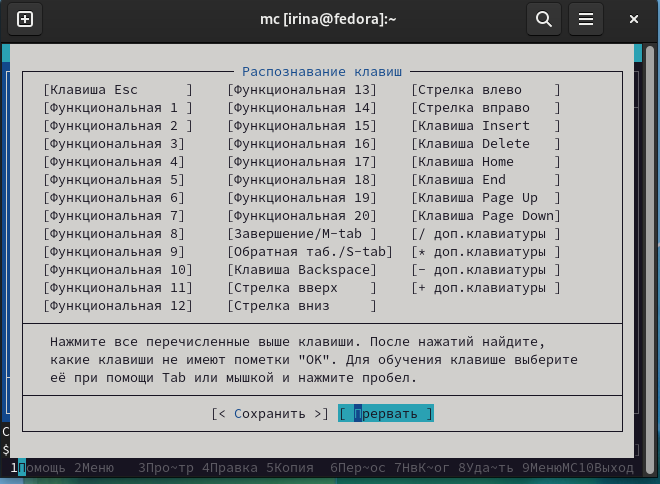 mc [irina@fedora]:~
Распознавание клавиш
[Клавиша Esc      ] [Функциональная 13] [Стрелка влево    ]
[Функциональная 1 ] [Функциональная 14] [Стрелка вправо   ]
[Функциональная 2 ] [Функциональная 15] [Клавиша Insert   ]
[Функциональная 3] [Функциональная 16] [Клавиша Delete   ]
[Функциональная 4] [Функциональная 17] [Клавиша Home     ]
[Функциональная 5] [Функциональная 18] [Клавиша End      ]
[Функциональная 6] [Функциональная 19] [Клавиша Page Up  ]
[Функциональная 7] [Функциональная 20] [Клавиша Page Down]
[Функциональная 8] [Завершение/M-tab ] [/ доп.клавиатуры ]
[Функциональная 9] [Обратная таб./S-tab] [* доп.клавиатуры ]
[Функциональная 10] [Клавиша Backspace] [- доп.клавиатуры ]
[Функциональная 11] [Стрелка вверх    ] [+ доп.клавиатуры ]
[Функциональная 12] [Стрелка вниз     ]
Нажмите все перечисленные выше клавиши. После нажатий найдите,
какие клавиши не имеют пометки "OK". Для обучения клавише выберите
её при помощи Tab или мышкой и нажмите пробел.
[< Сохранить >] [ Прервать ]
С
$ ]
1Помощь 2Меню 3Про~тр 4Правка 5Копия 6Пер~ос 7НвК~ог 8Уда~ть 9МенюMC10Выход